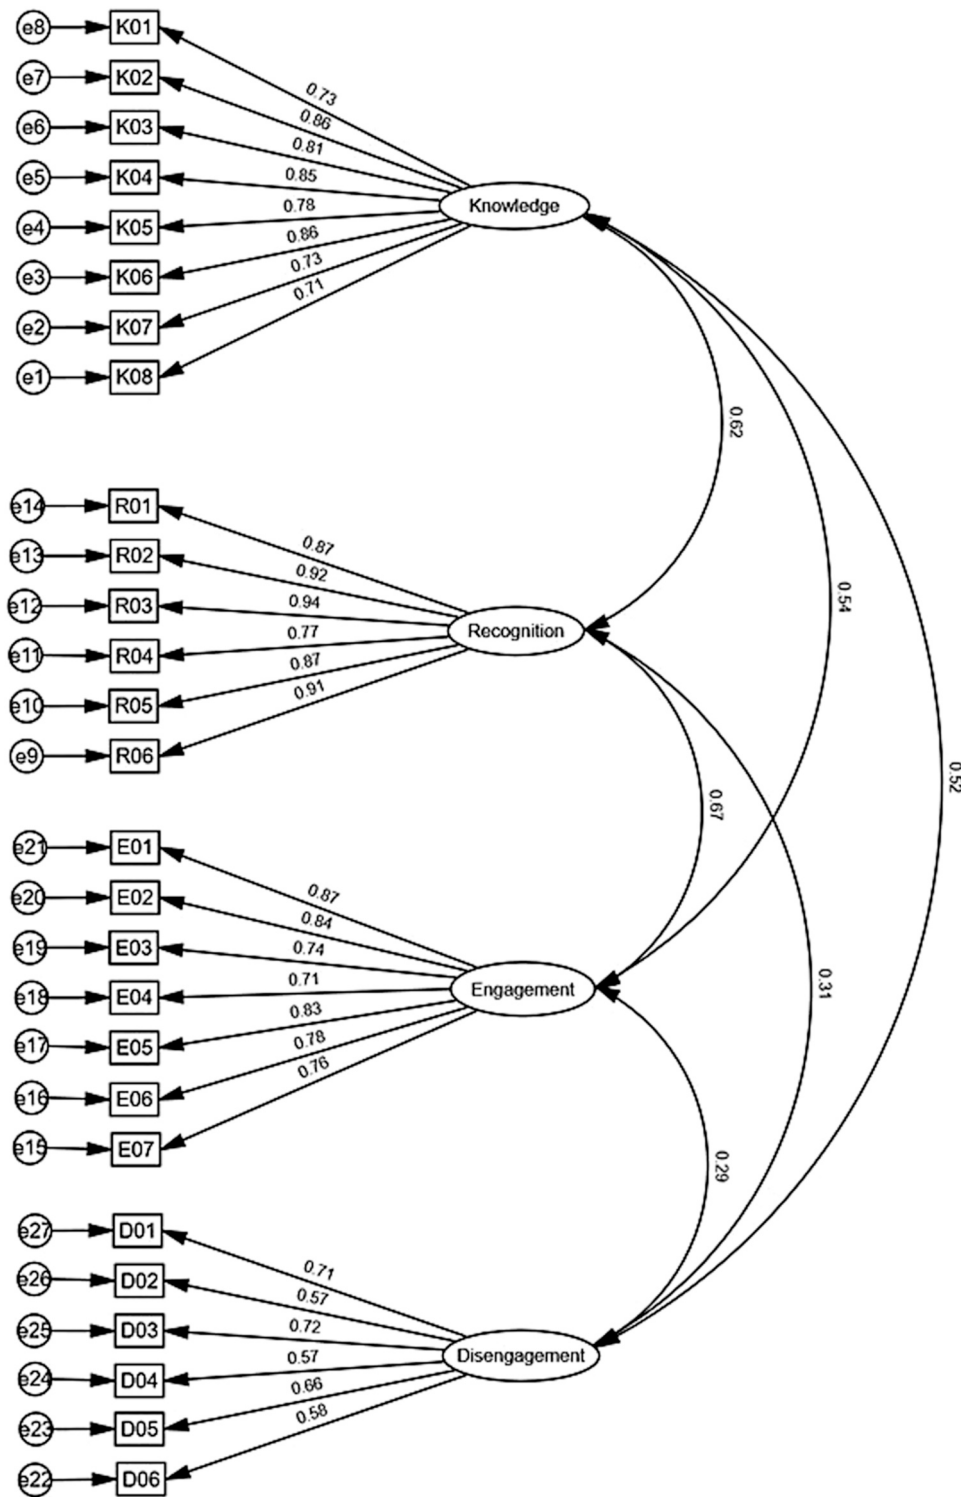 e8 K01
e7 K02
e6 K03
e5 K04
e4 K05
e3 K06
e2 K07
e1 K08
0.73
0.86
0.81
0.85
0.78
0.86
0.73
0.71
Knowledge
0.62
0.54
0.52
e14 R01
e13 R02
e12 R03
e11 R04
e10 R05
e9 R06
0.87
0.92
0.94
0.77
0.87
0.91
Recognition
0.67
0.31
e21 E01
e20 E02
e19 E03
e18 E04
e17 E05
e16 E06
e15 E07
0.87
0.84
0.74
0.71
0.83
0.78
0.76
Engagement
0.29
e27 D01
e26 D02
e25 D03
e24 D04
e23 D05
e22 D06
0.71
0.57
0.72
0.57
0.66
0.58
Disengagement